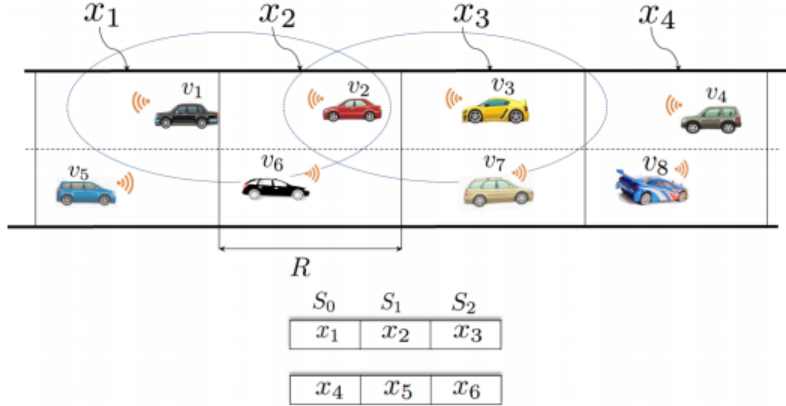 x₁ x₂ x₃ x₄
v₁ v₂ v₃ v₄
v₅ v₆ v₇ v₈
R
S₀ S₁ S₂
x₁ x₂ x₃
x₄ x₅ x₆